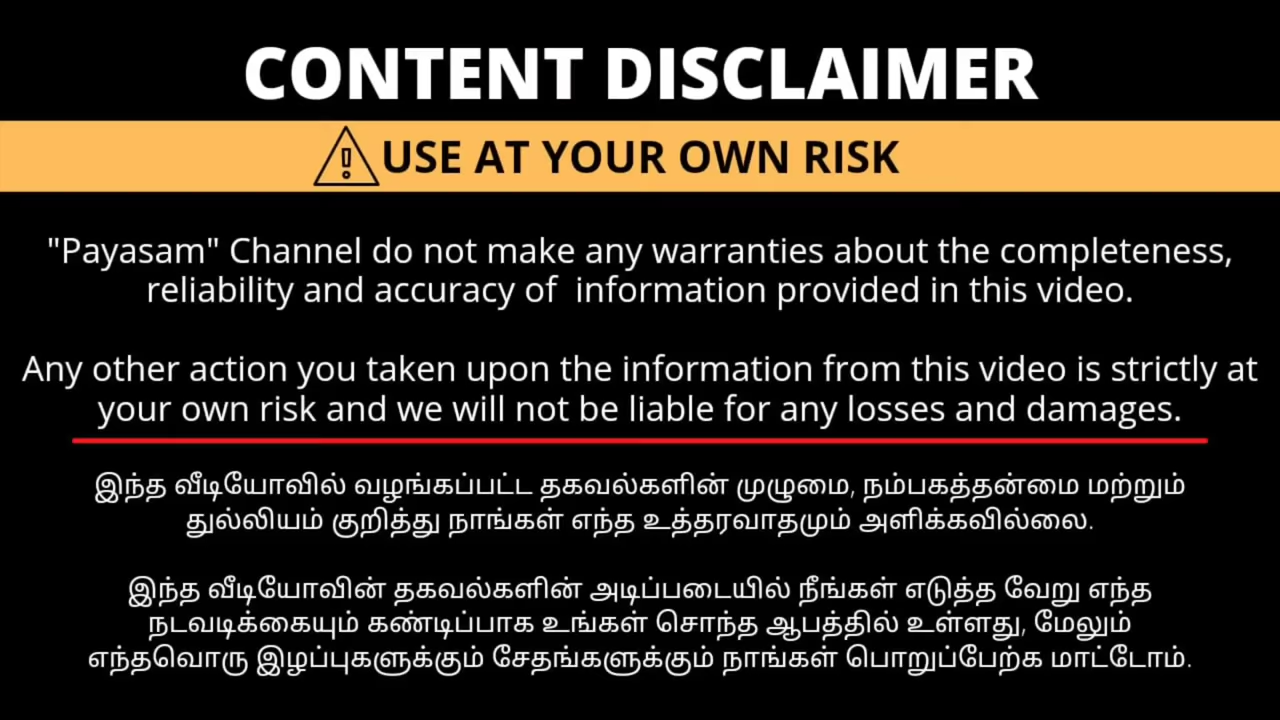 CONTENT DISCLAIMER
USE AT YOUR OWN RISK
"Payasam" Channel do not make any warranties about the completeness,
reliability and accuracy of information provided in this video.
Any other action you taken upon the information from this video is strictly at
your own risk and we will not be liable for any losses and damages.
இந்த வீடியோவில் வழங்கப்பட்ட தகவல்களின் முழுமை, நம்பகத்தன்மை மற்றும்
துல்லியம் குறித்து நாங்கள் எந்த உத்தரவாதமும் அளிக்கவில்லை.
இந்த வீடியோவின் தகவல்களின் அடிப்படையில் நீங்கள் எடுத்த வேறு எந்த
நடவடிக்கையும் கண்டிப்பாக உங்கள் சொந்த ஆபத்தில் உள்ளது, மேலும்
எந்தவொரு இழப்புகளுக்கும் சேதங்களுக்கும் நாங்கள் பொறுப்பேற்க மாட்டோம்.